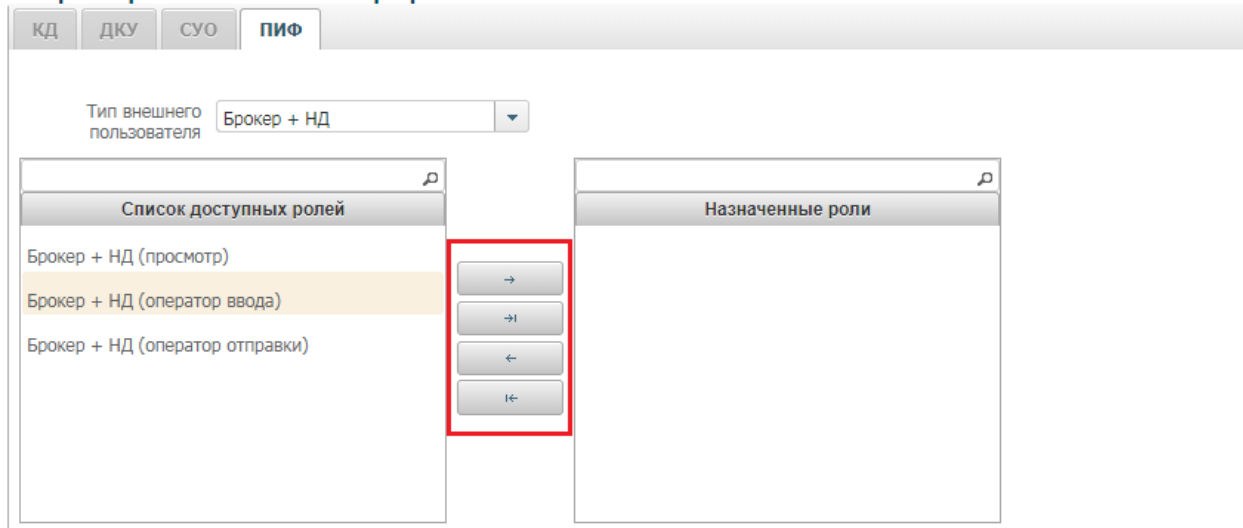 КД ДКУ СУО ПИФ
Тип внешнего
пользователя
Брокер + НД
Список доступных ролей
Назначенные роли
Брокер + НД (просмотр)
Брокер + НД (оператор ввода)
Брокер + НД (оператор отправки)